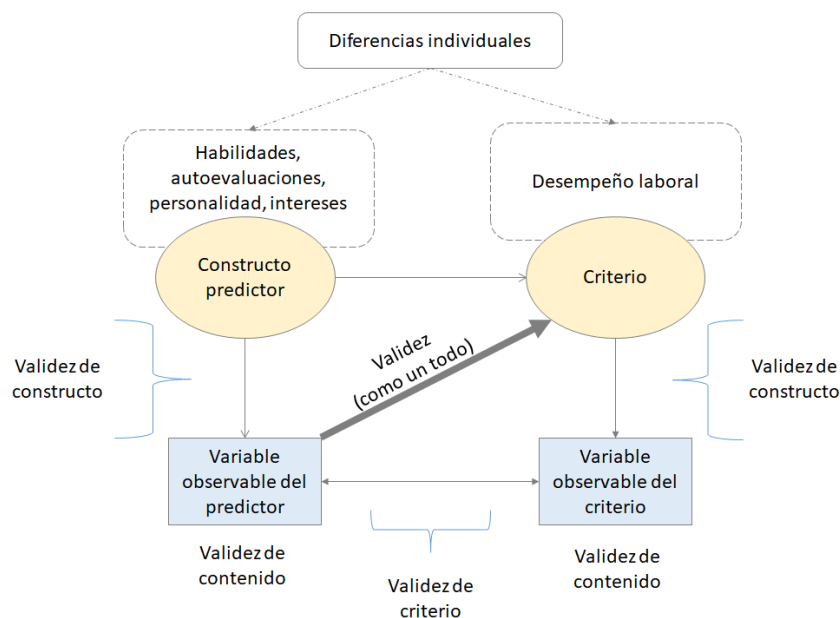 Diferencias individuales
Habilidades,
autoevaluaciones,
personalidad, intereses
Desempeño laboral
Constructo
predictor
Criterio
Validez de
constructo
Validez
(como un todo)
Validez de
constructo
Variable
observable del
predictor
Variable
observable del
criterio
Validez de
contenido
Validez de
criterio
Validez de
contenido